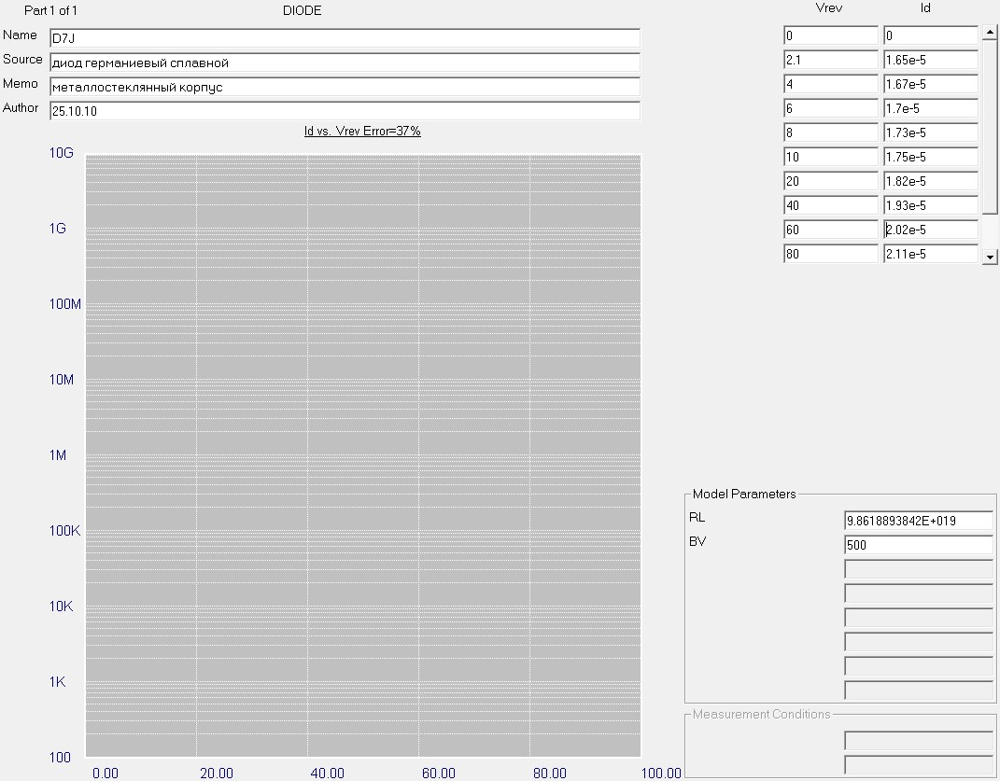 Part 1 of 1 DIODE
Name D7J
Source диод германиевый сплавной
Memo металлостеклянный корпус
Author 25.10.10
Vrev Id
0 0
2.1 1.65e-5
4 1.67e-5
6 1.7e-5
8 1.73e-5
10 1.75e-5
20 1.82e-5
40 1.93e-5
60 2.02e-5
80 2.11e-5
Id vs. Vrev Error=37%
10G
1G
100M
10M
1M
100K
10K
1K
100
0.00 20.00 40.00 60.00 80.00 100.00
Model Parameters
RL 9.8618893842E+019
BV 500
Measurement Conditions